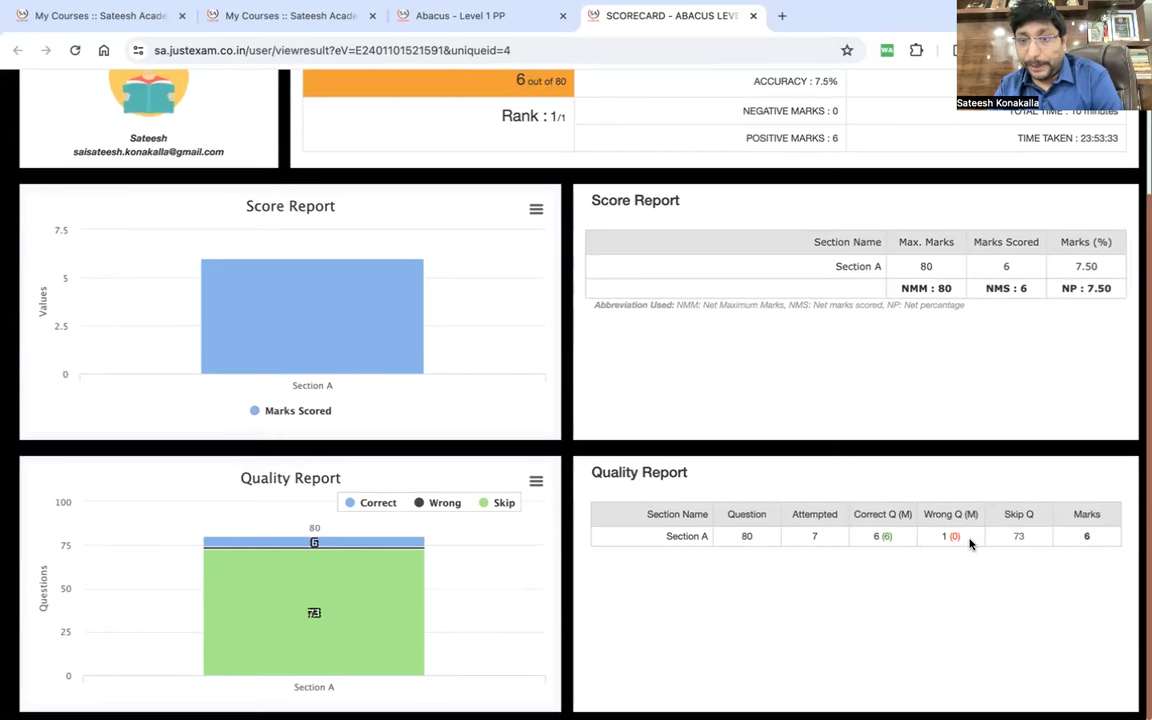 My Courses :: Sateesh Acade
My Courses :: Sateesh Acade
Abacus - Level 1 PP
SCORECARD - ABACUS LEVE
sa.justexam.co.in/user/viewresult?eV=E2401101521591&uniqueid=4
WA
Sateesh Konakalla
6 out of 80
ACCURACY : 7.5%
Rank : 1/1
NEGATIVE MARKS : 0
TOTAL TIME : 10 minutes
POSITIVE MARKS : 6
TIME TAKEN : 23:53:33
Sateesh
saisateesh.konakalla@gmail.com
Score Report
7.5
5
2.5
0
Values
Section A
Marks Scored
Score Report
Section Name Max. Marks Marks Scored Marks (%)
Section A 80 6 7.50
NMM : 80 NMS : 6 NP : 7.50
Abbreviation Used: NMM: Net Maximum Marks, NMS: Net marks scored, NP: Net percentage
Quality Report
Correct Wrong Skip
100
75
50
25
0
Questions
80
6
73
Section A
Quality Report
Section Name Question Attempted Correct Q (M) Wrong Q (M) Skip Q Marks
Section A 80 7 6 (6) 1 (0) 73 6